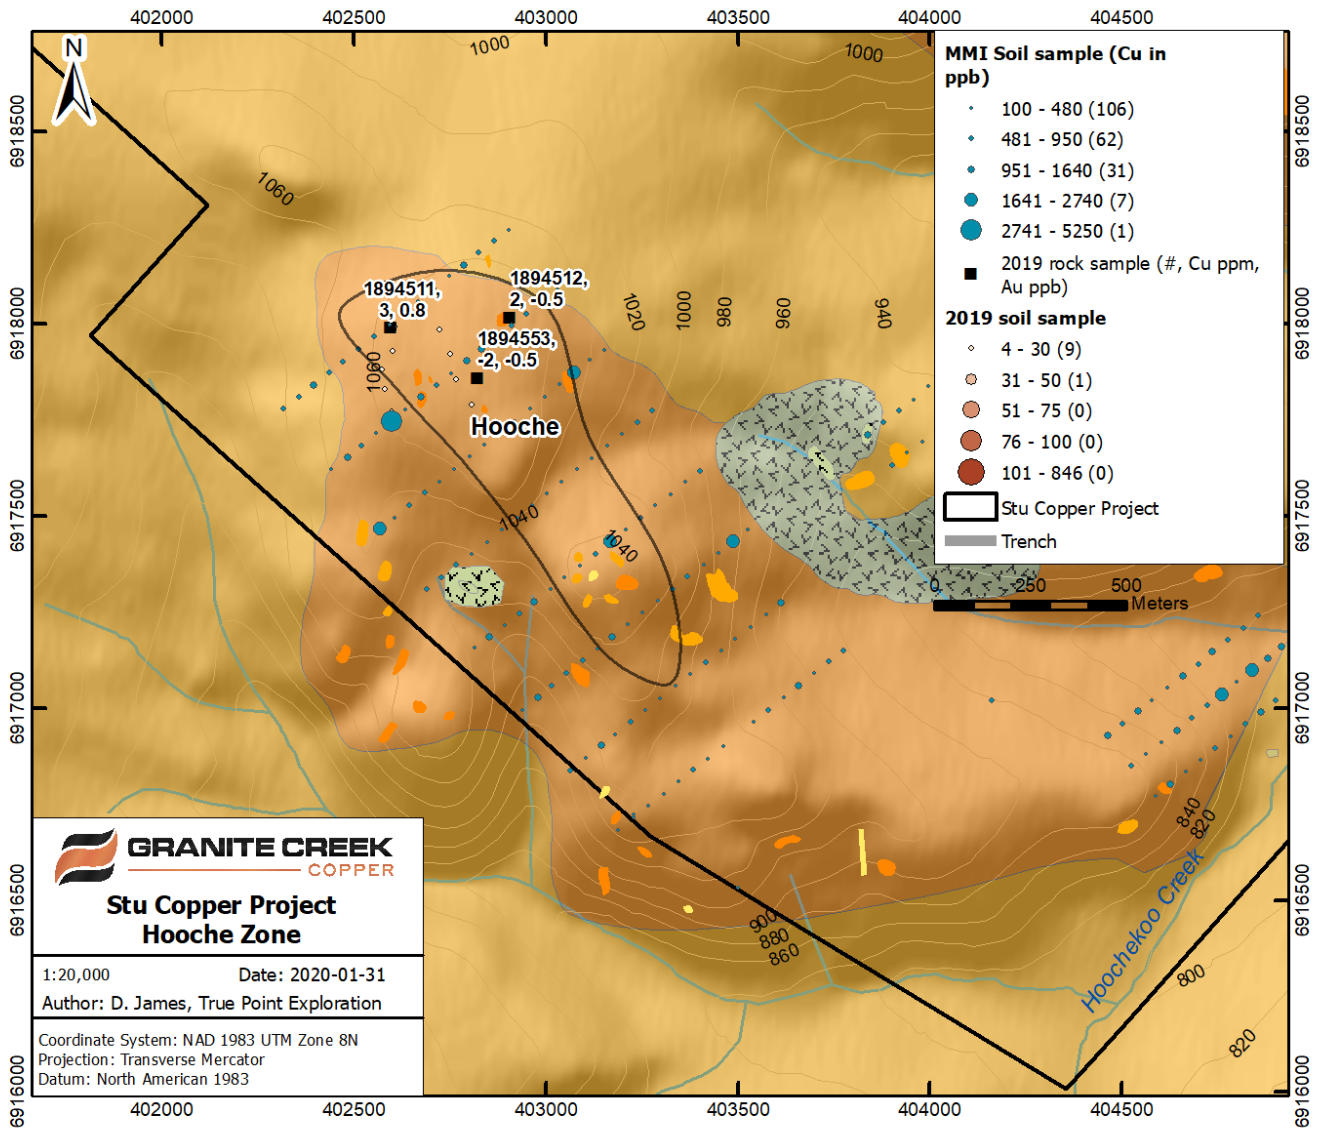 402000 402500 403000 403500 404000 404500
N
1000
1000
6918500
6918500
1060
MMI Soil sample (Cu in
ppb)
100 - 480 (106)
481 - 950 (62)
951 - 1640 (31)
1641 - 2740 (7)
2741 - 5250 (1)
2019 rock sample (#, Cu ppm,
Au ppb)
2019 soil sample
4 - 30 (9)
31 - 50 (1)
51 - 75 (0)
76 - 100 (0)
101 - 846 (0)
Stu Copper Project
Trench
0 250 500
Meters
1894511,
3, 0.8
1894512,
2, -0.5
1894553,
-2, -0.5
1020
1000
980
960
940
6918000
6918000
1060
Hooche
1040
1040
6917500
6917500
6917000
6917000
840
820
900
880
860
Hoochekoo Creek
800
820
6916500
6916500
GRANITE CREEK
COPPER
Stu Copper Project
Hooche Zone
1:20,000 Date: 2020-01-31
Author: D. James, True Point Exploration
Coordinate System: NAD 1983 UTM Zone 8N
Projection: Transverse Mercator
Datum: North American 1983
6916000
6916000
402000 402500 403000 403500 404000 404500